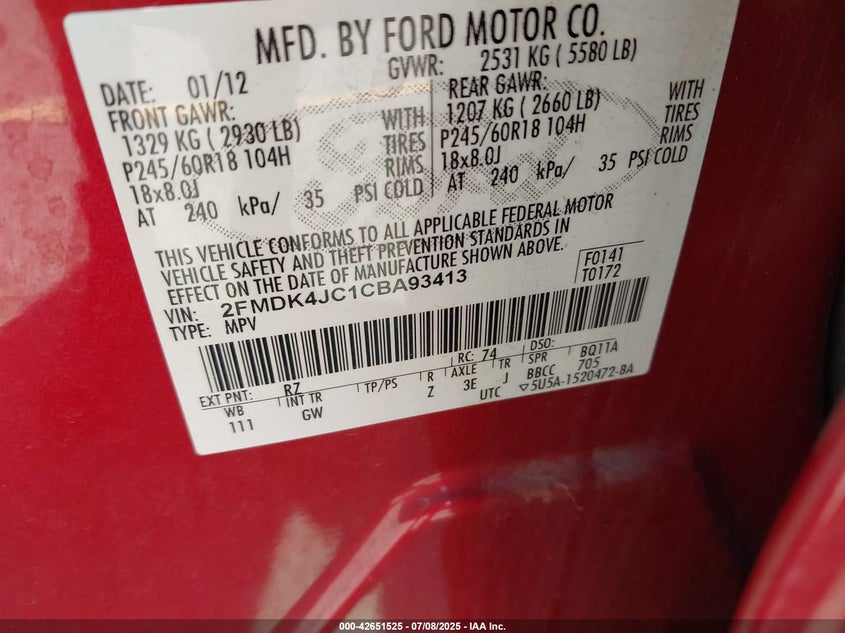 MFD. BY FORD MOTOR CO.
DATE: 01/12 GVWR: 2531 KG ( 5580 LB)
FRONT GAWR: REAR GAWR:
1329 KG ( 2930 LB) WITH 1207 KG ( 2660 LB) WITH
P245/60R18 104H TIRES P245/60R18 104H TIRES
18x8.0J RIMS 18x8.0J RIMS
AT 240 kPa/ 35 PSI COLD AT 240 kPa/ 35 PSI COLD
THIS VEHICLE CONFORMS TO ALL APPLICABLE FEDERAL MOTOR
VEHICLE SAFETY AND THEFT PREVENTION STANDARDS IN
EFFECT ON THE DATE OF MANUFACTURE SHOWN ABOVE.
VIN: 2FMDK4JC1CBA93413 F0141
TYPE: MPV T0172
EXT PNT: RZ RC: 74 DSO:
WB INT TR TP/PS R AXLE TR SPR BQ11A
111 GW Z 3E J BBCC 705
UTC ▽5U5A-1520472-BA
000-42651525 | 07/08/2025 - IAA Inc.